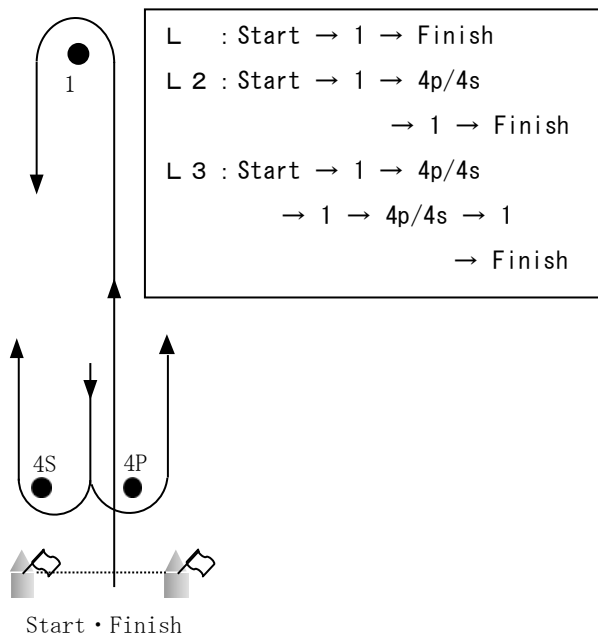 L : Start → 1 → Finish
L２ : Start → 1 → 4p/4s
→ 1 → Finish
L３ : Start → 1 → 4p/4s
→ 1 → 4p/4s → 1
→ Finish
1
4S
4P
Start・Finish